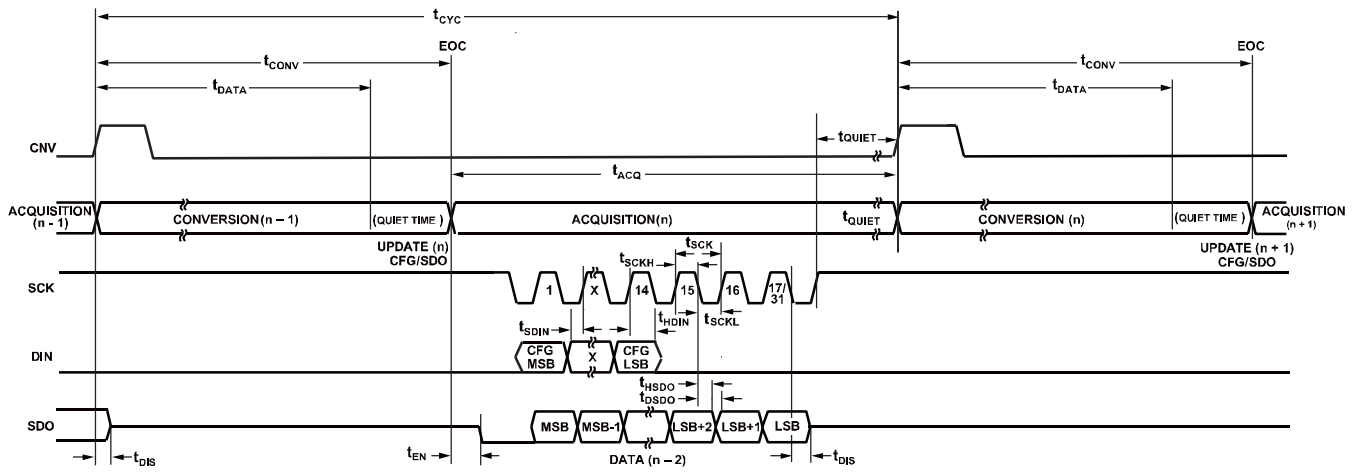 tCYC
EOC
EOC
tCONV
tCONV
tDATA
tDATA
tQUIET
CNV
tACQ
ACQUISITION
(n - 1)
CONVERSION (n – 1)
(QUIET TIME)
ACQUISITION (n)
tQUIET
CONVERSION (n)
(QUIET TIME)
ACQUISITION
(n + 1)
UPDATE (n)
CFG/SDO
UPDATE (n + 1)
CFG/SDO
tSCK
tSCKH
SCK
1
X
14
15
16
17/
31
tSDIN
tHDIN
tSCKL
DIN
CFG
MSB
X
CFG
LSB
tHSDO
tDSDO
SDO
MSB
MSB-1
LSB+2
LSB+1
LSB
tDIS
tEN
DATA (n – 2)
tDIS